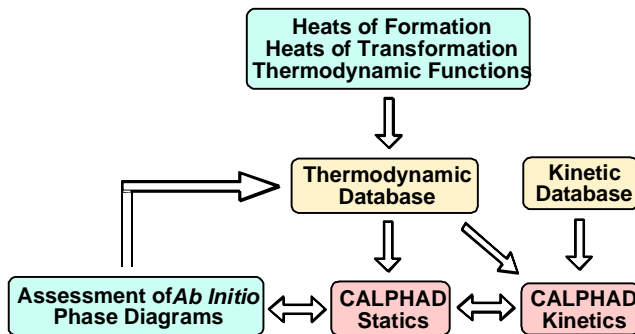 Heats of Formation
Heats of Transformation
Thermodynamic Functions
Thermodynamic
Database
Kinetic
Database
Assessment of Ab Initio
Phase Diagrams
CALPHAD
Statics
CALPHAD
Kinetics